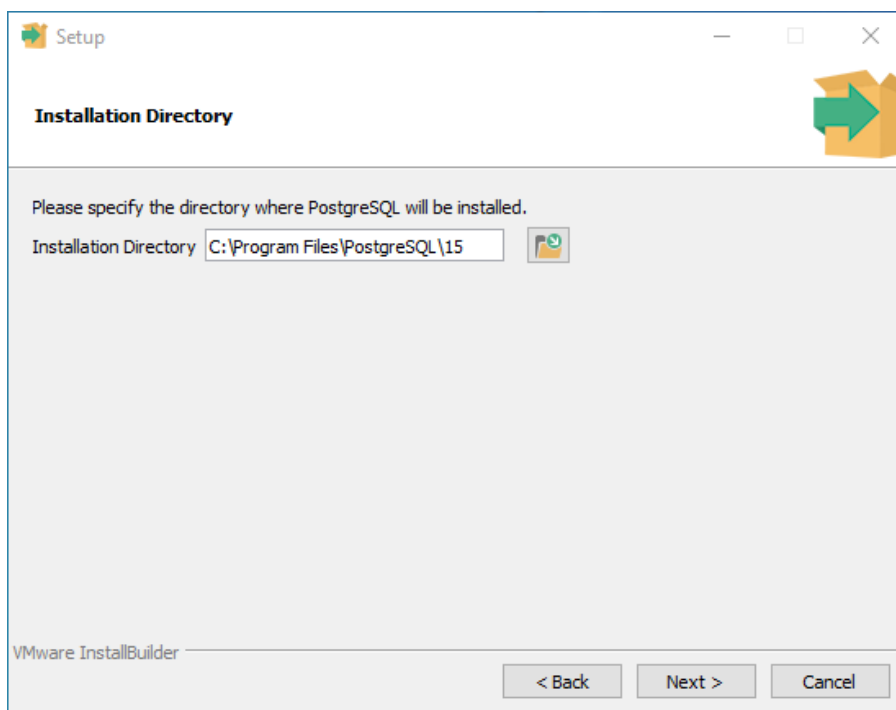 Setup
Installation Directory
Please specify the directory where PostgreSQL will be installed.
Installation Directory C:\Program Files\PostgreSQL\15
VMware InstallBuilder
< Back Next > Cancel